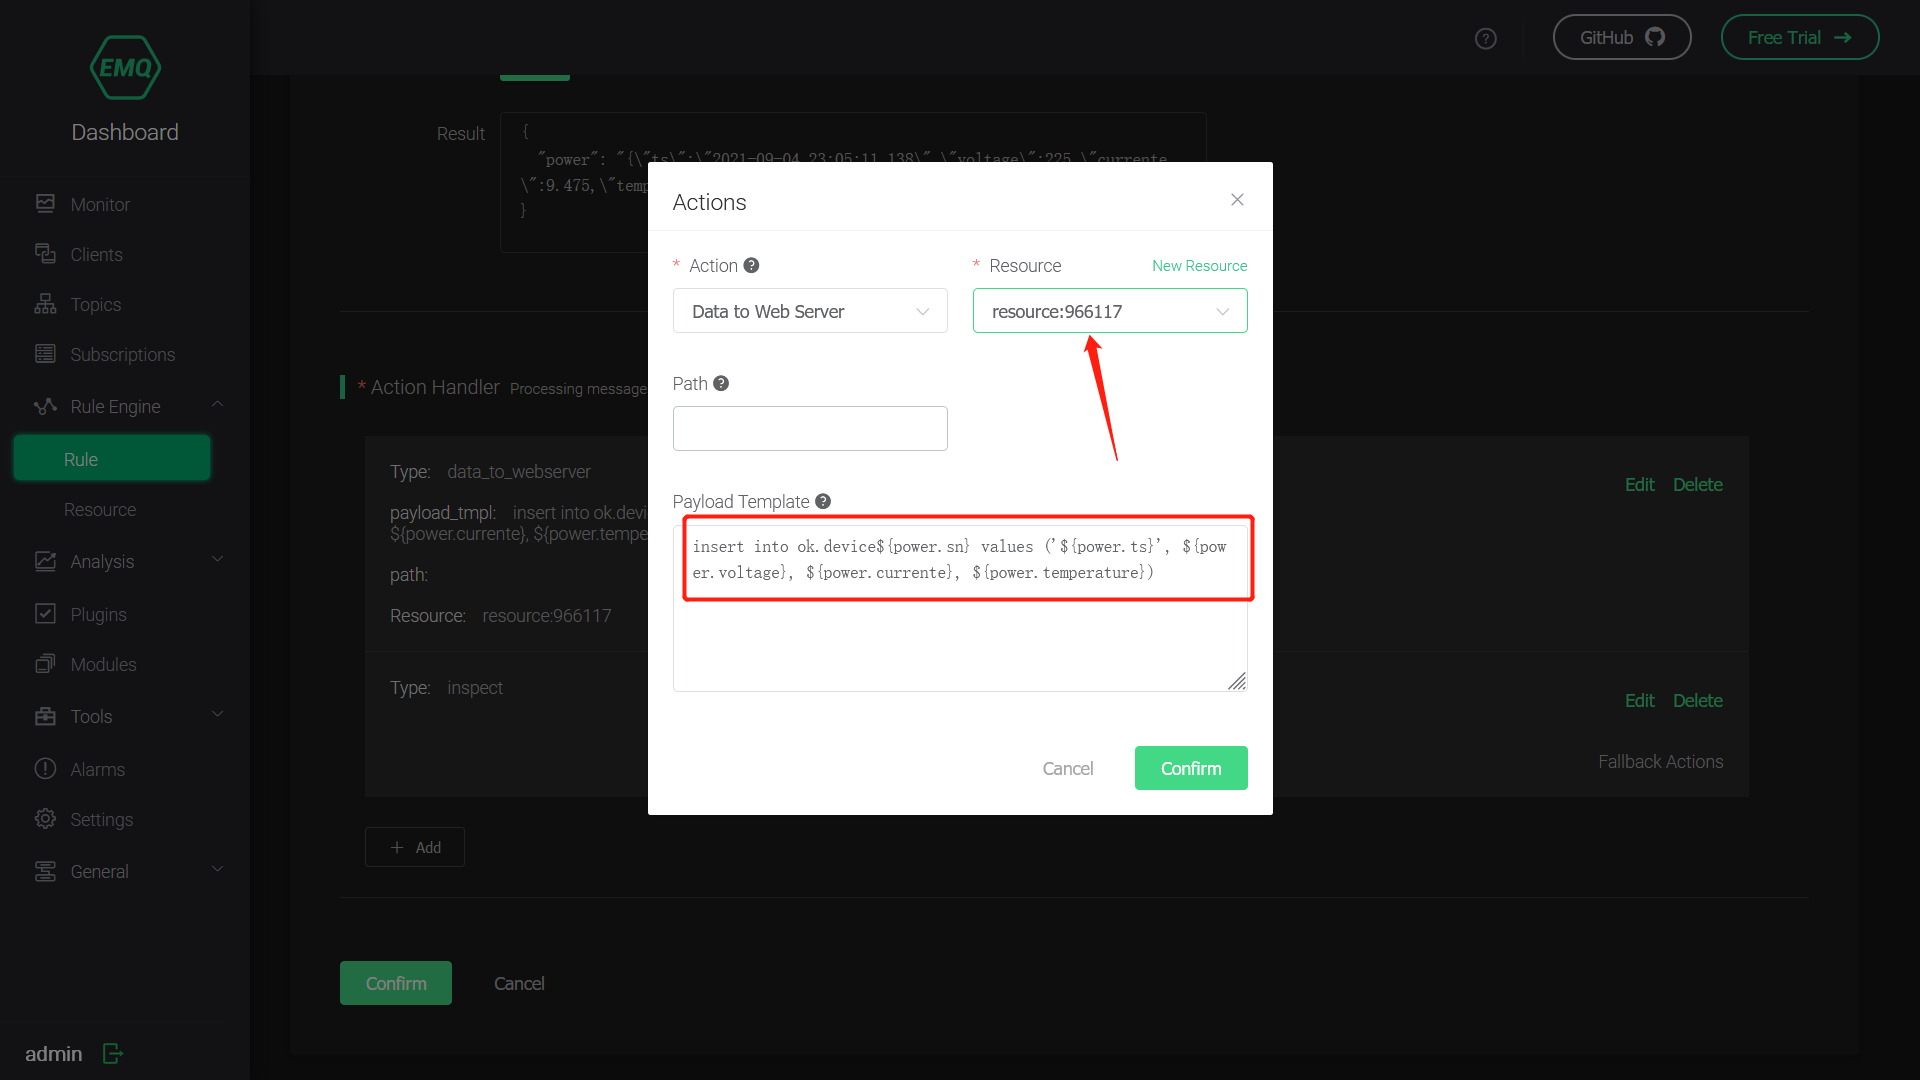 EMQ
Dashboard
Monitor
Clients
Topics
Subscriptions
Rule Engine
Rule
Resource
Analysis
Plugins
Modules
Tools
Alarms
Settings
General
admin
GitHub
Free Trial
Result
{
"power": "{\"ts\":\"2021-09-04 23:05:11.138\",\"voltage\":225,\"currente
\":9.475,\"temp
}
* Action Handler Processing message
Type: data_to_webserver
payload_tmpl: insert into ok.devi
${power.currente}, ${power.tempe
path:
Resource: resource:966117
Edit Delete
Type: inspect
Edit Delete
Fallback Actions
+ Add
Confirm Cancel
Actions
* Action
* Resource
New Resource
Data to Web Server
resource:966117
Path
Payload Template
insert into ok.device${power.sn} values ('${power.ts}', ${pow
er.voltage}, ${power.currente}, ${power.temperature})
Cancel
Confirm